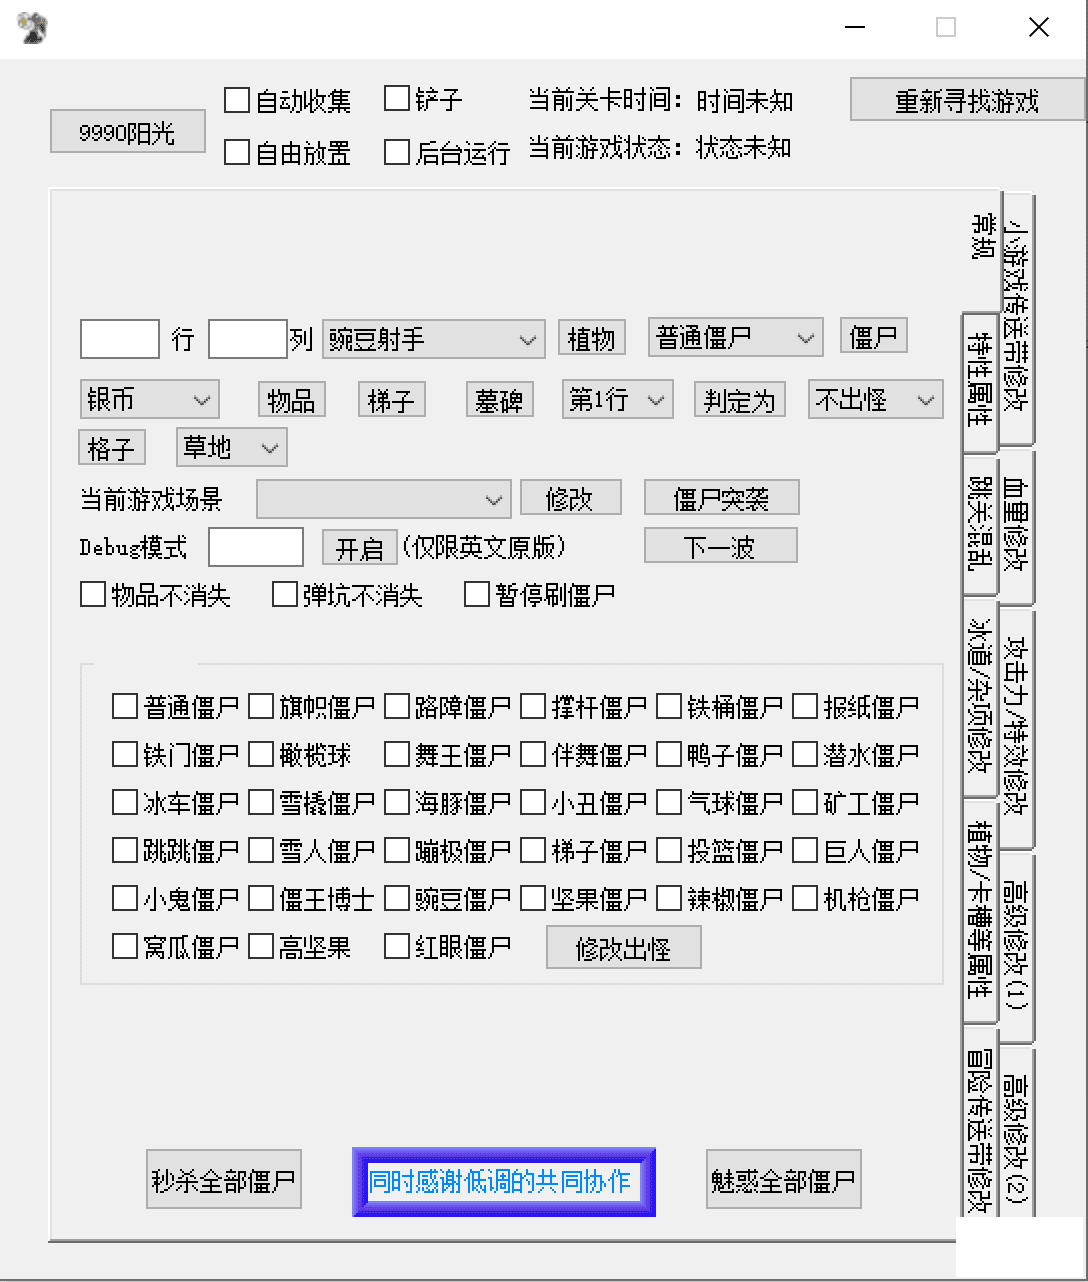 9990阳光
自动收集 铲子 当前关卡时间: 时间未知 重新寻找游戏
自由放置 后台运行 当前游戏状态: 状态未知
行 列 豌豆射手 植物 普通僵尸 僵尸
银币 物品 梯子 墓碑 第1行 判定为 不出怪
格子 草地
当前游戏场景 修改 僵尸突袭
Debug模式 开启 (仅限英文原版) 下一波
物品不消失 弹坑不消失 暂停刷僵尸
普通僵尸 旗帜僵尸 路障僵尸 撑杆僵尸 铁桶僵尸 报纸僵尸
铁门僵尸 橄榄球 舞王僵尸 伴舞僵尸 鸭子僵尸 潜水僵尸
冰车僵尸 雪橇僵尸 海豚僵尸 小丑僵尸 气球僵尸 矿工僵尸
跳跳僵尸 雪人僵尸 蹦极僵尸 梯子僵尸 投篮僵尸 巨人僵尸
小鬼僵尸 僵王博士 豌豆僵尸 坚果僵尸 辣椒僵尸 机枪僵尸
窝瓜僵尸 高坚果 红眼僵尸 修改出怪
秒杀全部僵尸 同时感谢低调的共同协作 魅惑全部僵尸
常规
特性属性
跳关混乱
冰道/杂项修改
植物/卡槽等属性
冒险传送带修改
小游戏传送带修改
血量修改
攻击力/特效修改
高级修改(1)
高级修改(2)